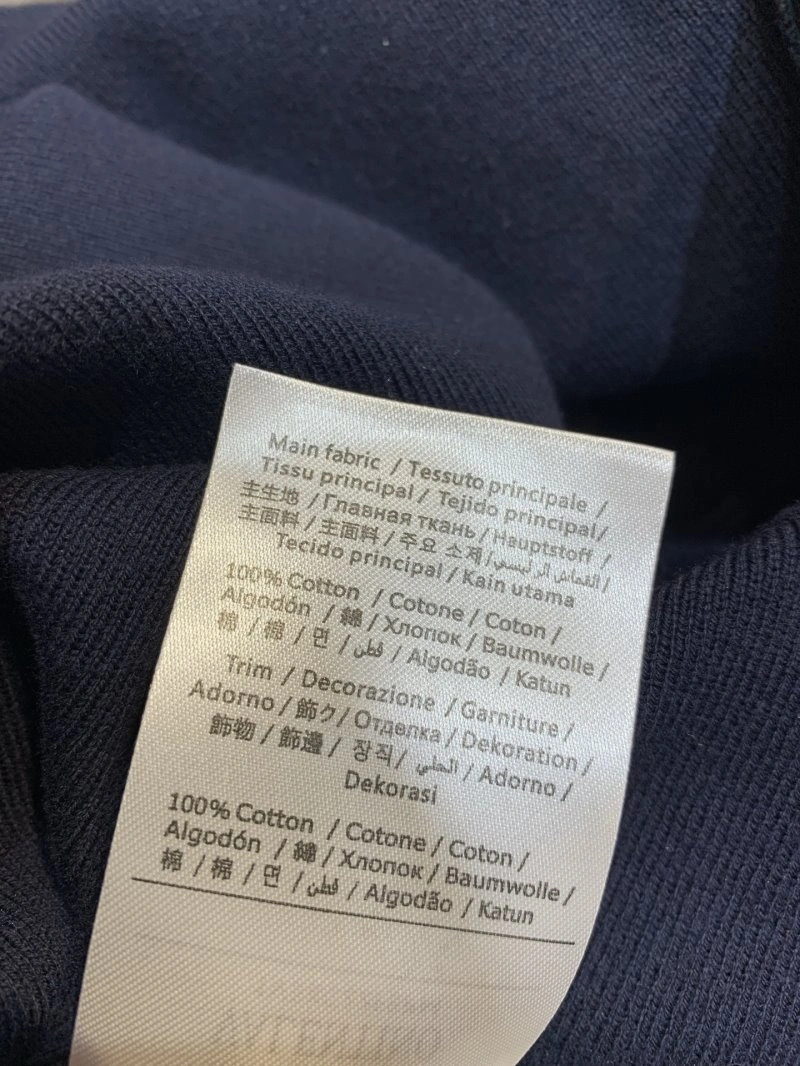 Main fabric / Tessuto principale /
Tissu principal / Tejido principal/
主生地 / Главная ткань / Hauptstoff /
主面料 / 主面料 / 주요 소제/القماش الرئيسي/
Tecido principal / Kain utama
100% Cotton / Cotone / Coton /
Algodón / 綿 / Хлопок / Baumwolle /
棉 / 棉 / 면 / قطن / Algodão / Katun
Trim / Decorazione / Garniture /
Adorno / 飾ク/ Отделка / Dekoration /
飾物 / 飾邊 / 장직/ الحلي / Adorno /
Dekorasi
100% Cotton / Cotone / Coton /
Algodón / 綿 / Хлопок / Baumwolle /
棉 / 棉 / 면 / قطن / Algodão / Katun